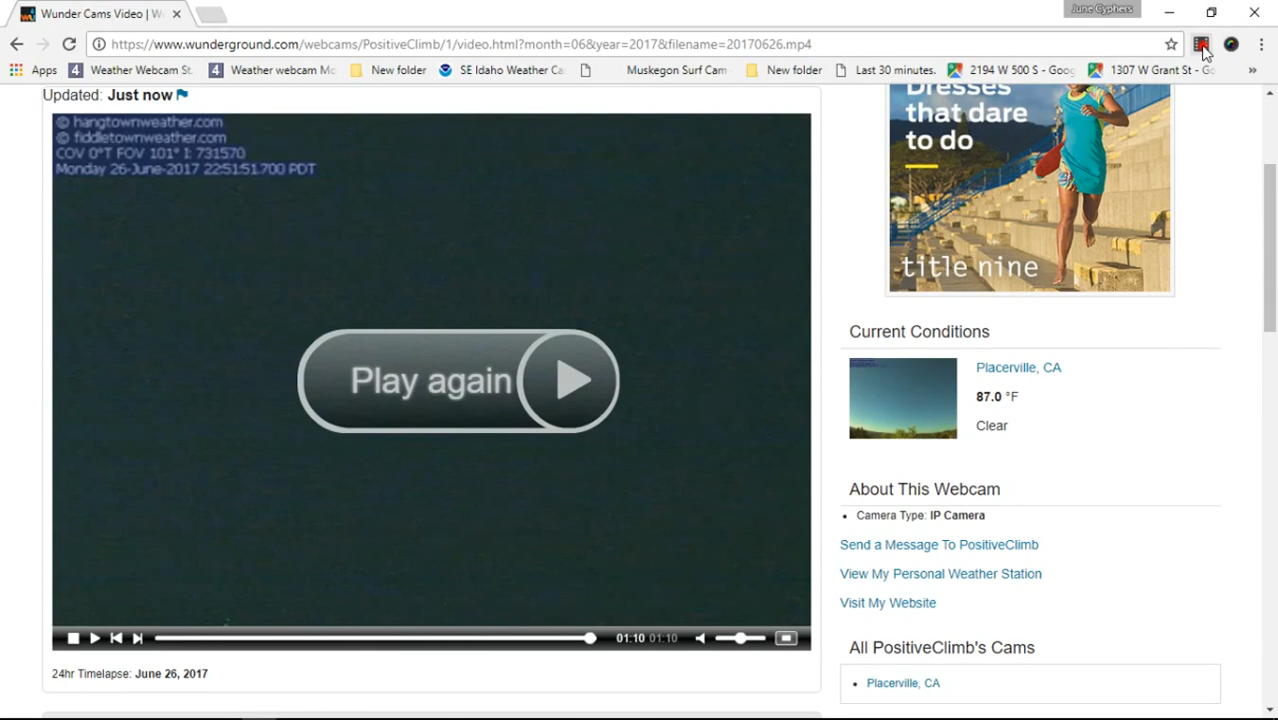 Wunder Cams Video | W
June Cyphers
https://www.wunderground.com/webcams/PositiveClimb/1/video.html?month=06&year=2017&filename=20170626.mp4
Apps
4 Weather Webcam St
4 Weather webcam Mo
New folder
SE Idaho Weather Ca
Muskegon Surf Cam
New folder
Last 30 minutes.
2194 W 500 S - Goog
1307 W Grant St - Go
»
Updated: Just now
© hangtownweather.com
© fiddletownweather.com
COV 0°T FOV 101° I: 731570
Monday 26-June-2017 22:51:51.700 PDT
Play again
01:10 01:10
24hr Timelapse: June 26, 2017
Dresses
that dare
to do
title nine
Current Conditions
Placerville, CA
87.0 °F
Clear
About This Webcam
• Camera Type: IP Camera
Send a Message To PositiveClimb
View My Personal Weather Station
Visit My Website
All PositiveClimb's Cams
• Placerville, CA